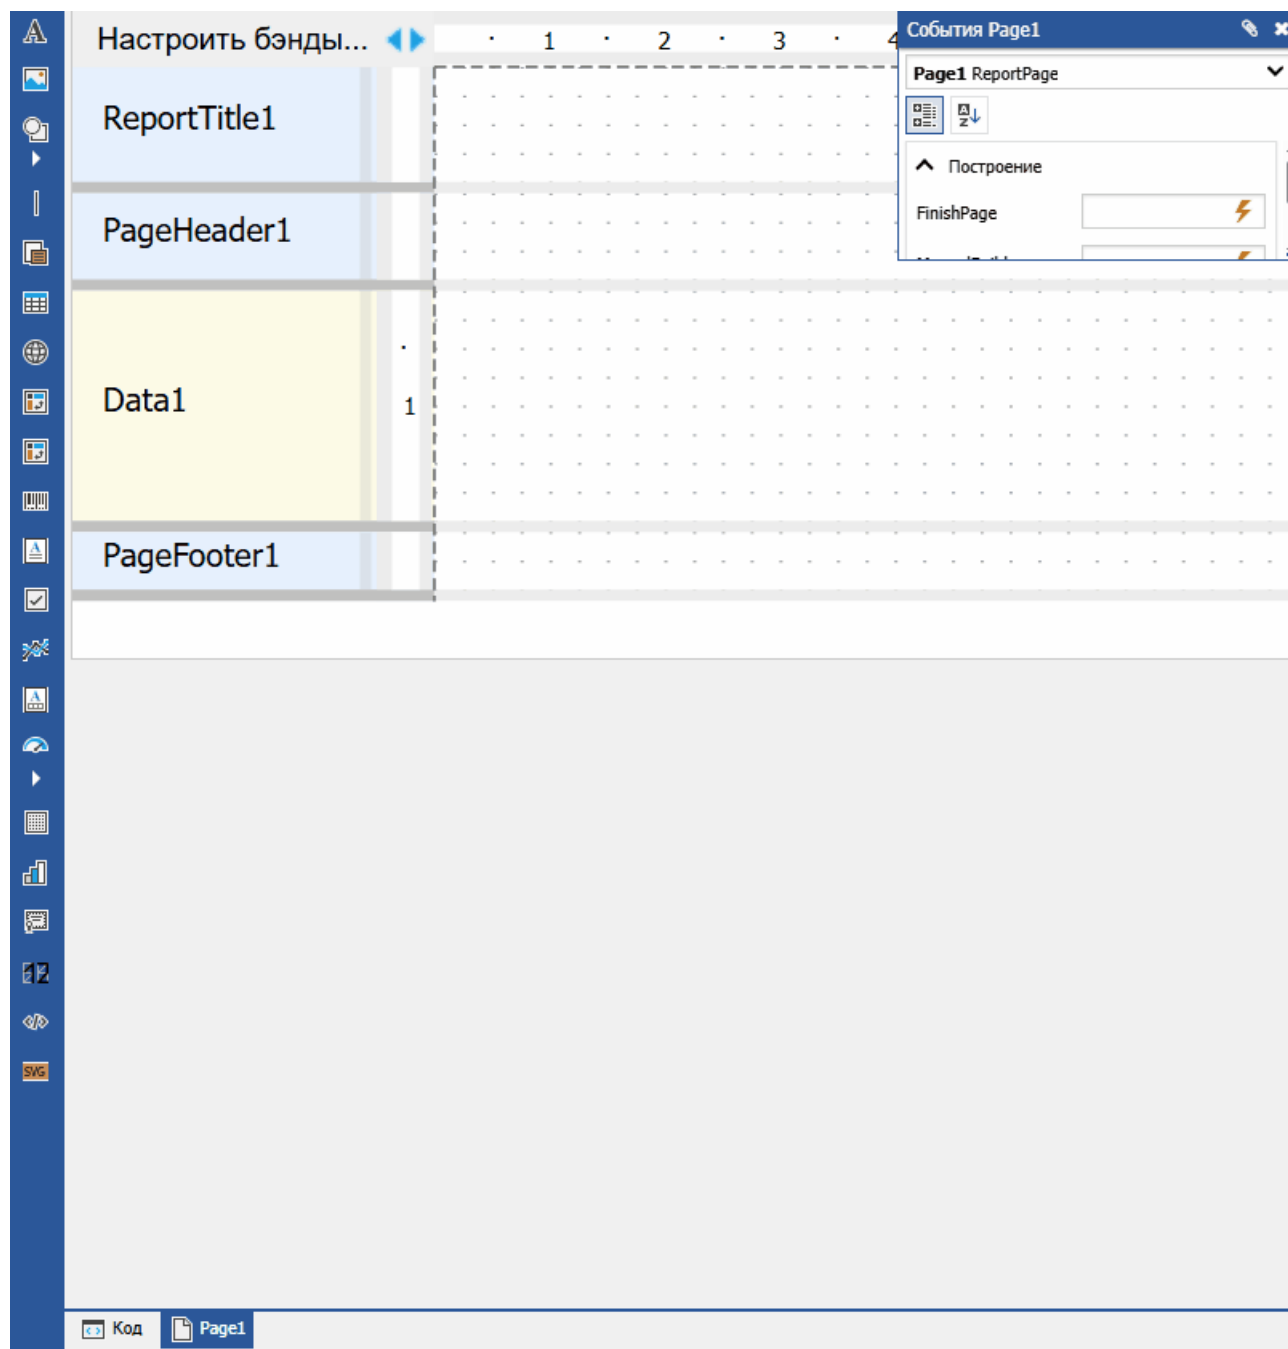 Настроить бэнды...
1 2 3 4
События Page1
Page1 ReportPage
Построение
FinishPage
ReportTitle1
PageHeader1
Data1
1
PageFooter1
SVG
Код
Page1